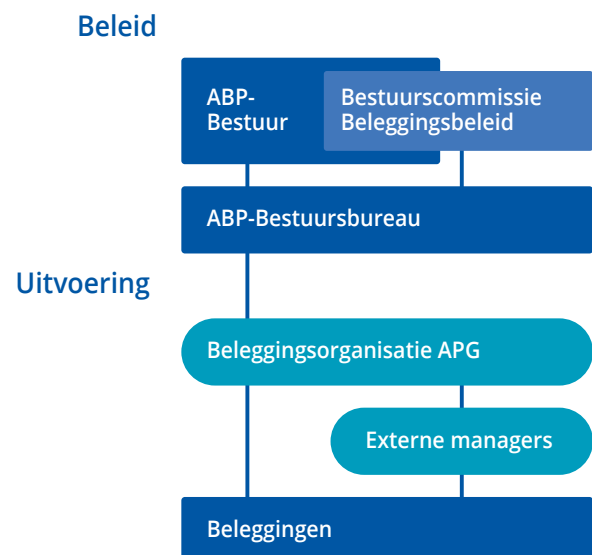 Beleid
ABP-
Bestuur
Bestuurscommissie
Beleggingsbeleid
ABP-Bestuursbureau
Uitvoering
Beleggingsorganisatie APG
Externe managers
Beleggingen